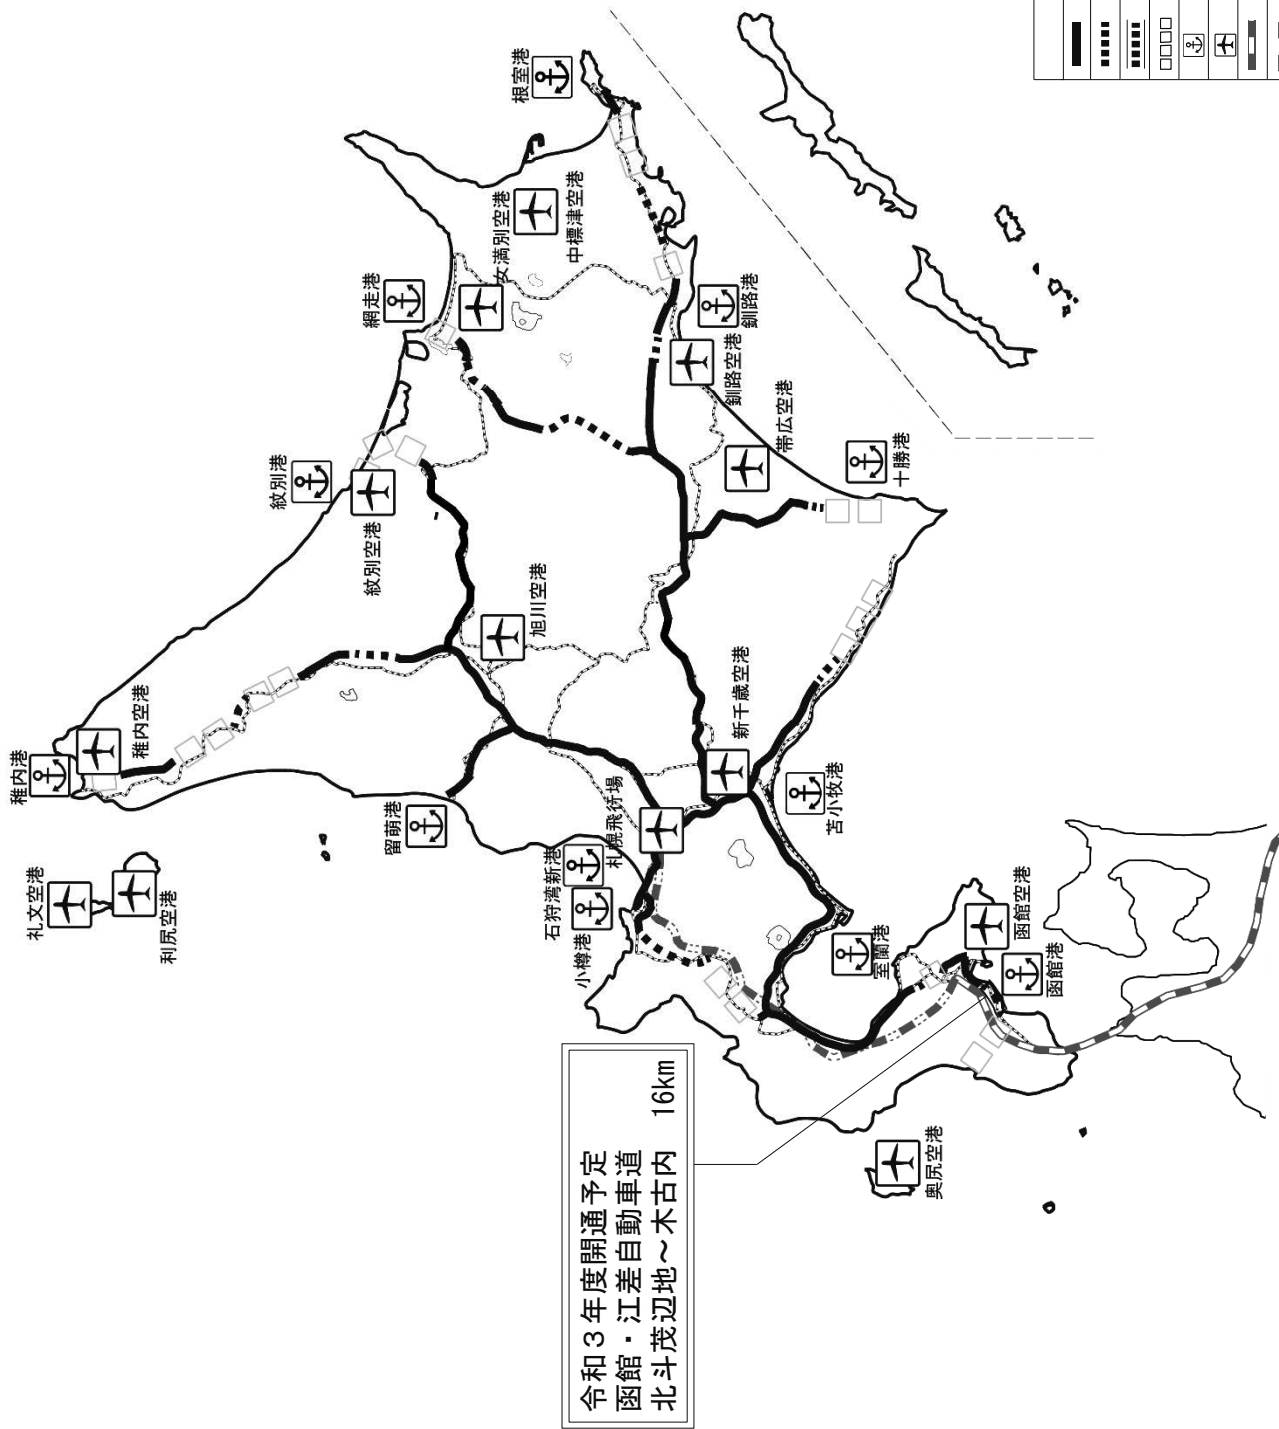 令和３年度開通予定
函館・江差自動車道
北斗茂辺地～木古内　16km
礼文空港
利尻空港
稚内港
稚内空港
紋別港
紋別空港
網走港
女満別空港
中標津空港
根室港
釧路港
釧路空港
帯広空港
十勝港
旭川空港
留萌港
石狩湾新港
小樽港
札幌飛行場
新千歳空港
苫小牧港
室蘭港
函館空港
函館港
奥尻空港